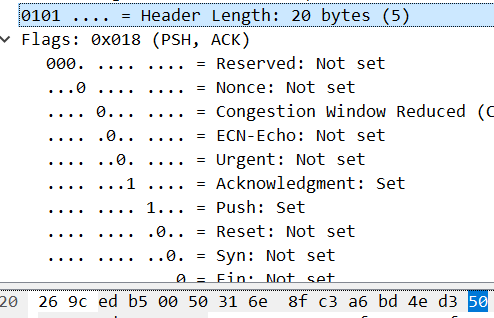 0101 .... = Header Length: 20 bytes (5)
Flags: 0x018 (PSH, ACK)
000. .... .... = Reserved: Not set
...0 .... .... = Nonce: Not set
.... 0... .... = Congestion Window Reduced (C
.... .0.. .... = ECN-Echo: Not set
.... ..0. .... = Urgent: Not set
.... ...1 .... = Acknowledgment: Set
.... .... 1... = Push: Set
.... .... .0.. = Reset: Not set
.... .... ..0. = Syn: Not set
0 = Fin: Not set
20 26 9c ed b5 00 50 31 6e 8f c3 a6 bd 4e d3 50